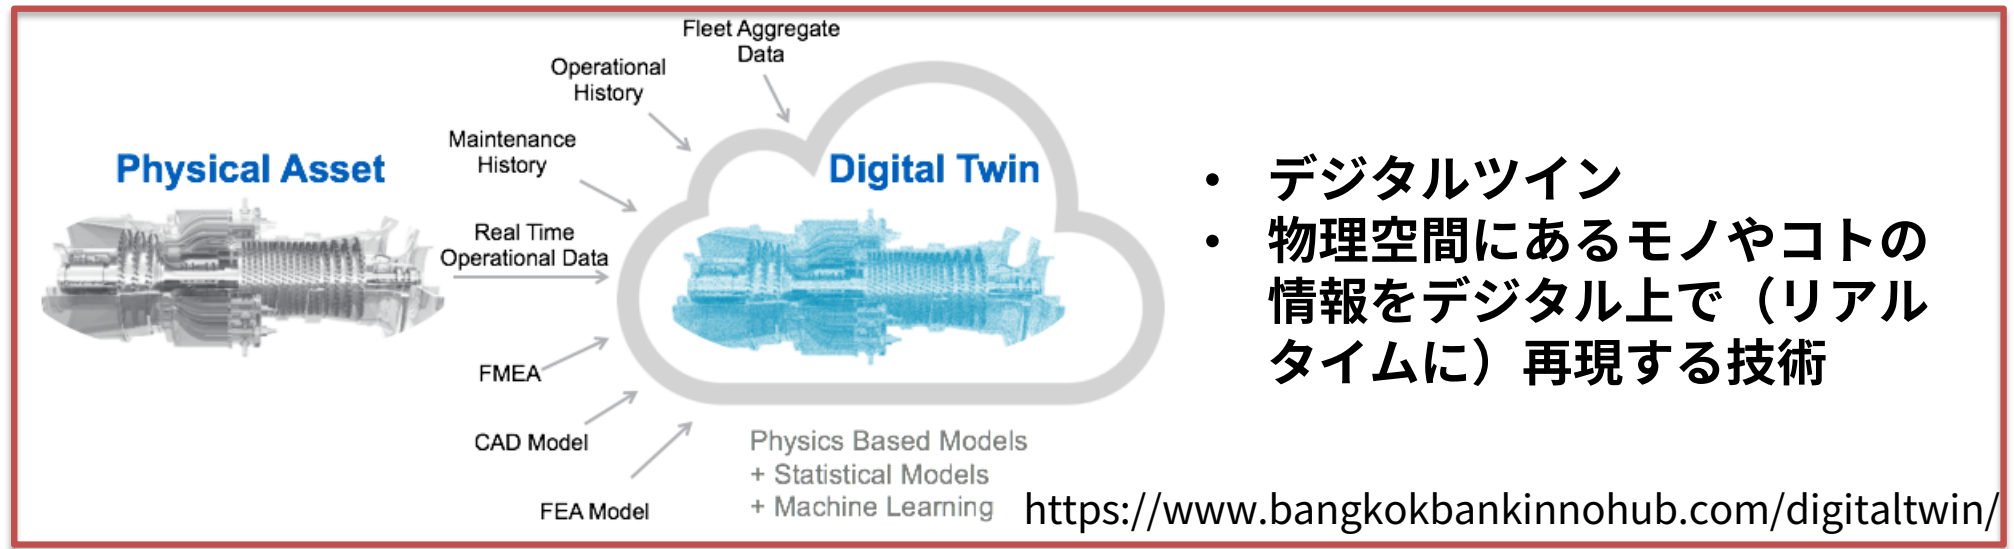 Fleet Aggregate
Data
Operational
History
Maintenance
History
Physical Asset
Digital Twin
Real Time
Operational Data
FMEA
CAD Model
FEA Model
Physics Based Models
+ Statistical Models
+ Machine Learning
• デジタルツイン
• 物理空間にあるモノやコトの
情報をデジタル上で（リアル
タイムに）再現する技術
https://www.bangkokbankinnohub.com/digitaltwin/